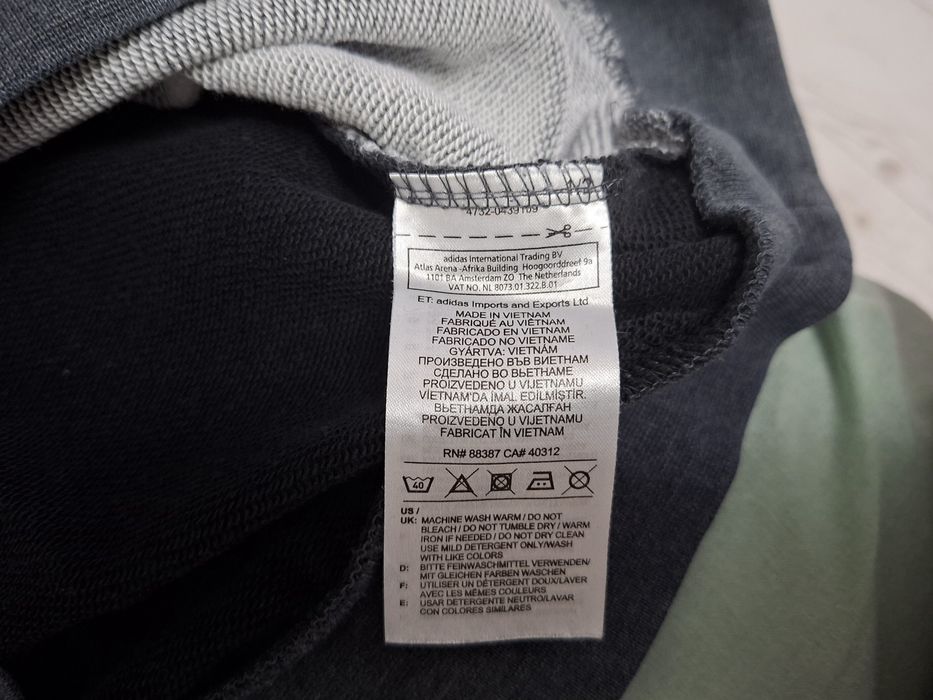 4732-0439109
adidas International Trading BV
Atlas Arena -Afrika Building Hoogoorddreef 9a
1101 BA Amsterdam ZO The Netherlands
VAT NO. NL 8073.01.322.B.01
ET: adidas Imports and Exports Ltd
MADE IN VIETNAM
FABRIQUÉ AU VIÊTNAM
FABRICADO EN VIETNAM
FABRICADO NO VIETNAME
GYÁRTVA: VIETNÁM
ПРОИЗВЕДЕНО ВЪВ ВИЕТНАМ
СДЕЛАНО ВО ВЬЕТНАМЕ
PROIZVEDENO U VIJETNAMU
VİETNAM'DA İMAL EDİLMİŞTİR.
ВЬЕТНАМДА ЖАСАЛҒАН
PROIZVEDENO U VIJETNAMU
FABRICAT ÎN VIETNAM
RN# 88387 CA# 40312
40
US /
UK: MACHINE WASH WARM / DO NOT
BLEACH / DO NOT TUMBLE DRY / WARM
IRON IF NEEDED / DO NOT DRY CLEAN
USE MILD DETERGENT ONLY/WASH
WITH LIKE COLORS
D: BITTE FEINWASCHMITTEL VERWENDEN/
MIT GLEICHEN FARBEN WASCHEN
F: UTILISER UN DÉTERGENT DOUX/LAVER
AVEC LES MÊMES COULEURS
E: USAR DETERGENTE NEUTRO/LAVAR
CON COLORES SIMILARES